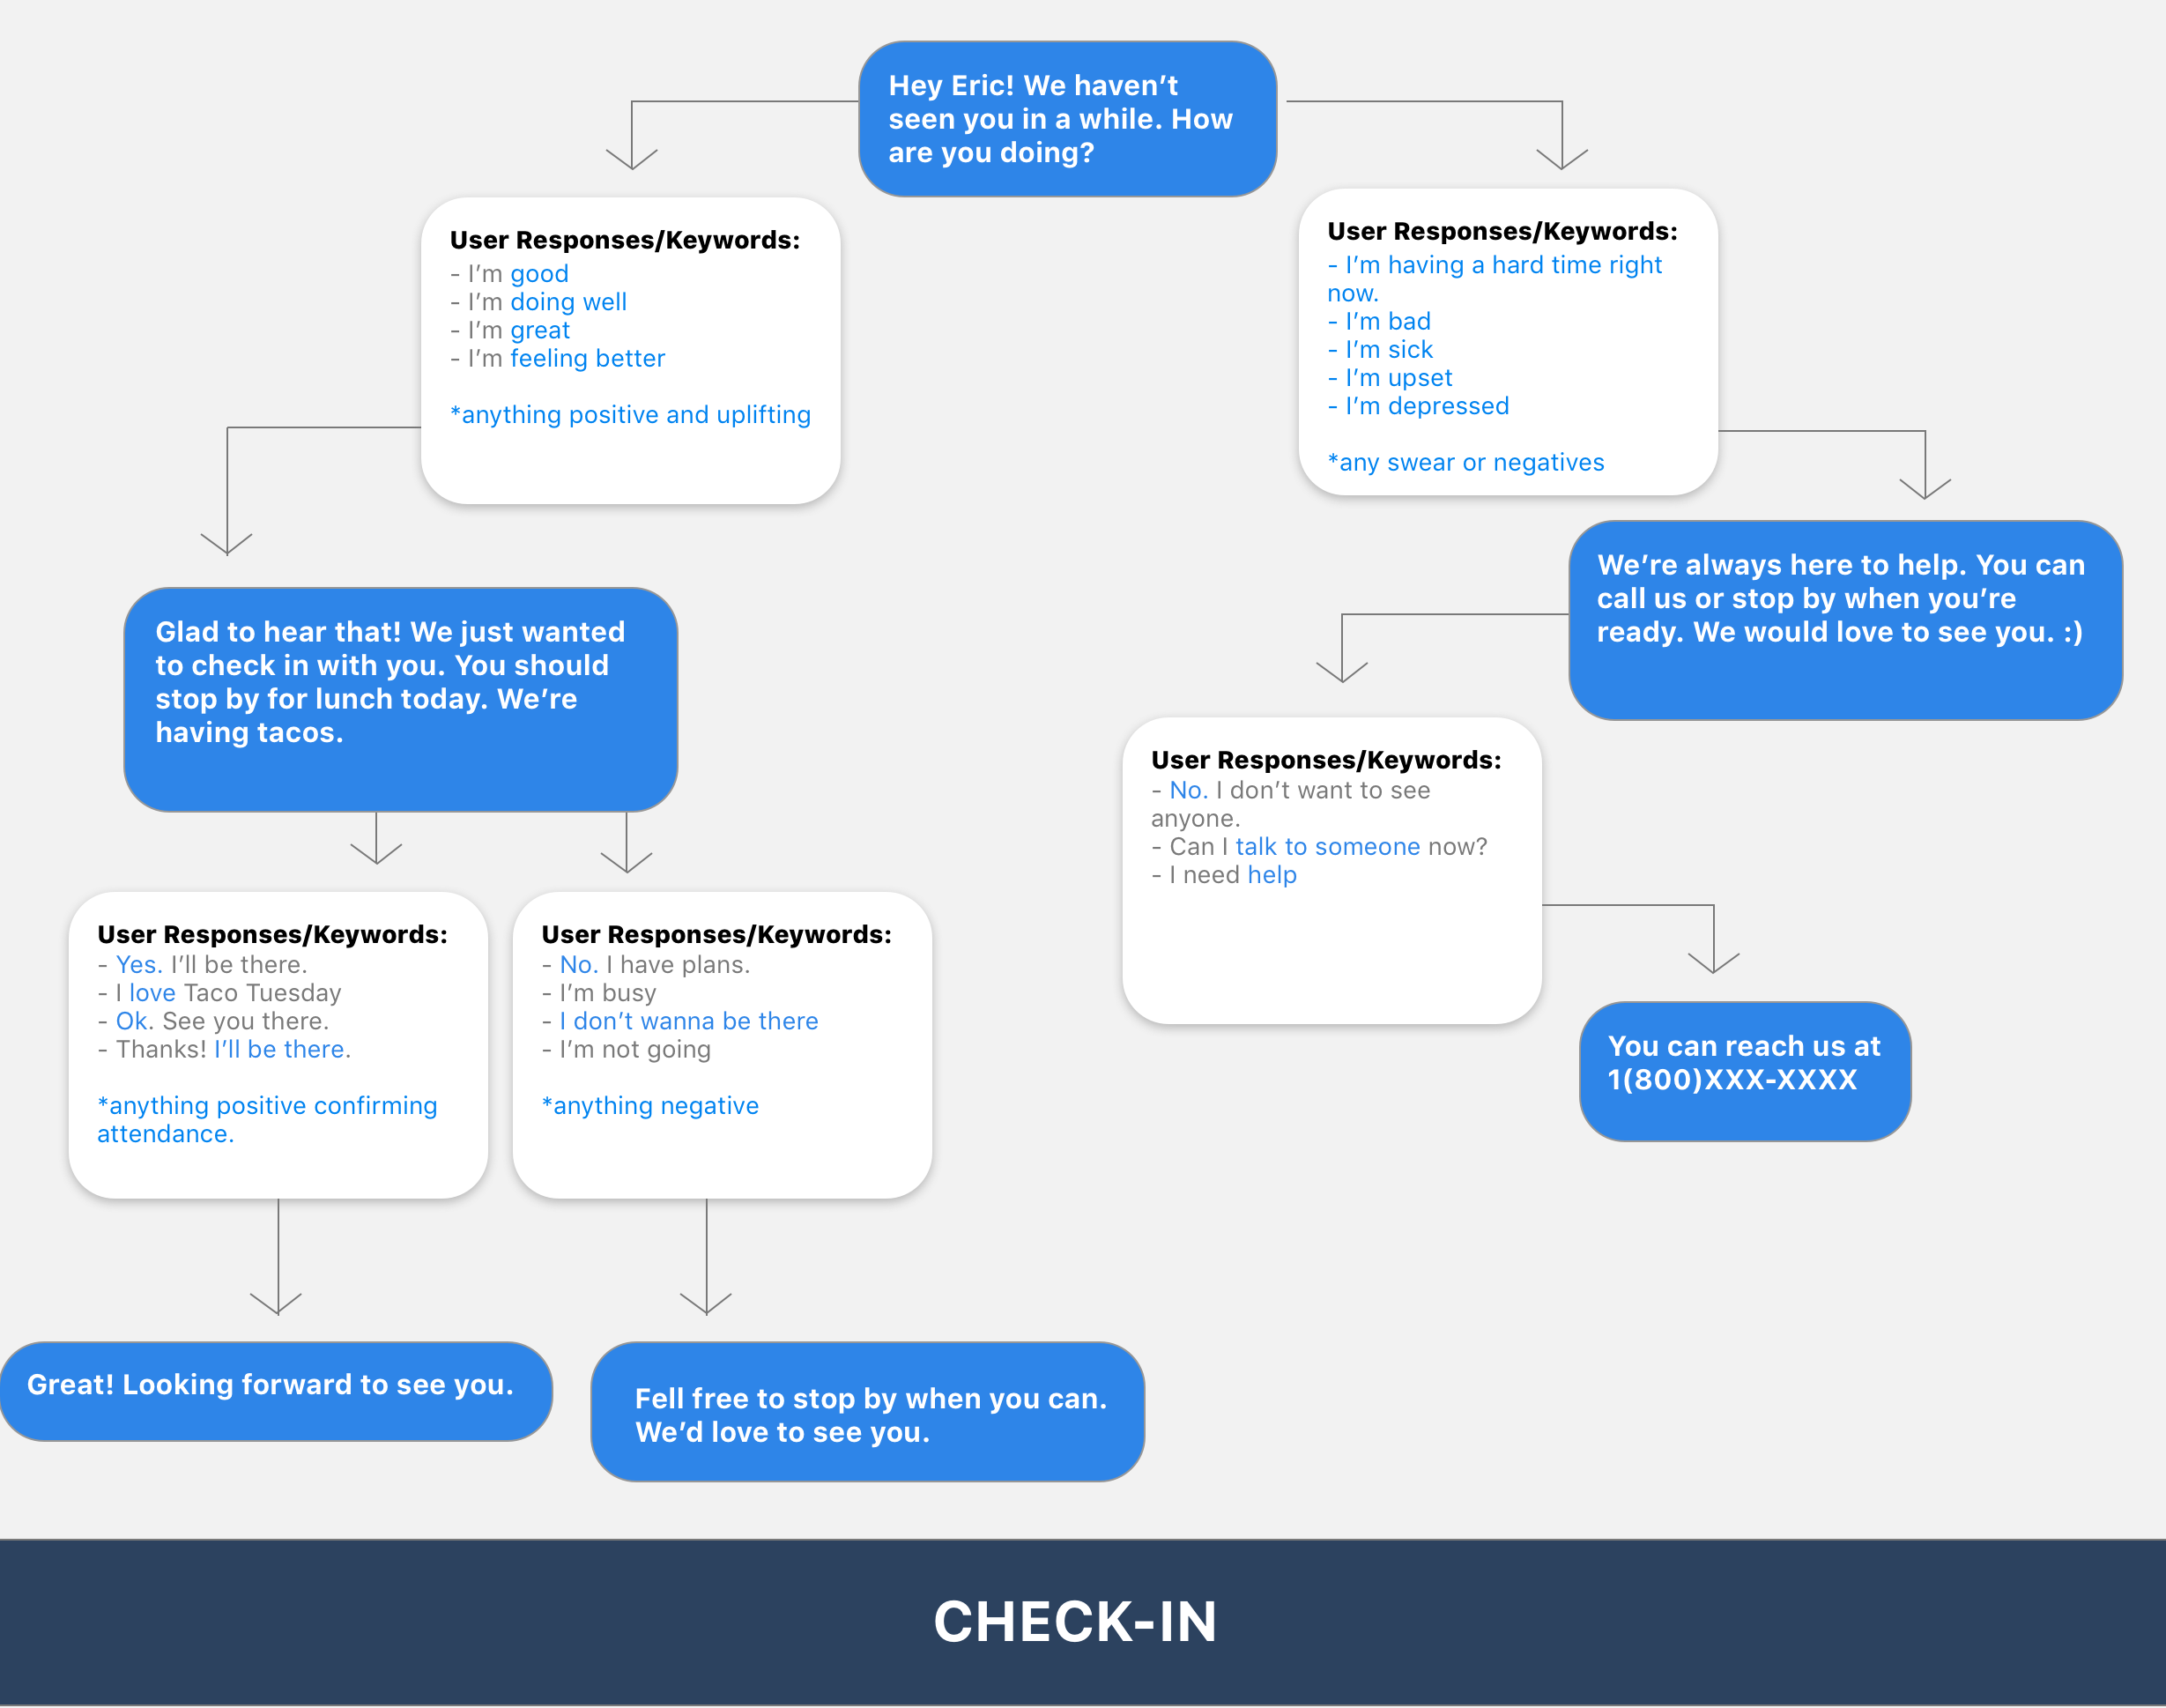 Hey Eric! We haven’t
seen you in a while. How
are you doing?
User Responses/Keywords:
- I’m good
- I’m doing well
- I’m great
- I’m feeling better
*anything positive and uplifting
User Responses/Keywords:
- I’m having a hard time right
now.
- I’m bad
- I’m sick
- I’m upset
- I’m depressed
*any swear or negatives
We’re always here to help. You can
call us or stop by when you’re
ready. We would love to see you. :)
Glad to hear that! We just wanted
to check in with you. You should
stop by for lunch today. We’re
having tacos.
User Responses/Keywords:
- No. I don’t want to see
anyone.
- Can I talk to someone now?
- I need help
User Responses/Keywords:
- Yes. I’ll be there.
- I love Taco Tuesday
- Ok. See you there.
- Thanks! I’ll be there.
*anything positive confirming
attendance.
User Responses/Keywords:
- No. I have plans.
- I’m busy
- I don’t wanna be there
- I’m not going
*anything negative
You can reach us at
1(800)XXX-XXXX
Great! Looking forward to see you.
Fell free to stop by when you can.
We’d love to see you.
CHECK-IN